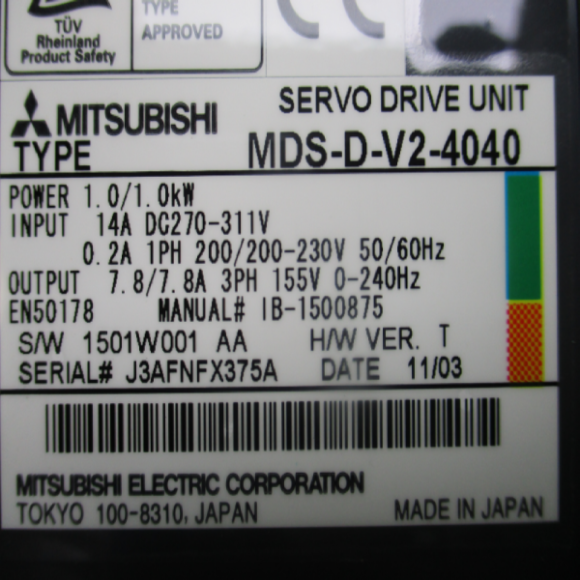 TÜV
Rheinland
Product Safety
TYPE
APPROVED
CE
MITSUBISHI
SERVO DRIVE UNIT
TYPE MDS-D-V2-4040
POWER 1.0/1.0kW
INPUT 14A DC270-311V
0.2A 1PH 200/200-230V 50/60Hz
OUTPUT 7.8/7.8A 3PH 155V 0-240Hz
EN50178 MANUAL# IB-1500875
S/W 1501W001 AA H/W VER. T
SERIAL# J3AFNFX375A DATE 11/03
MITSUBISHI ELECTRIC CORPORATION
TOKYO 100-8310, JAPAN MADE IN JAPAN